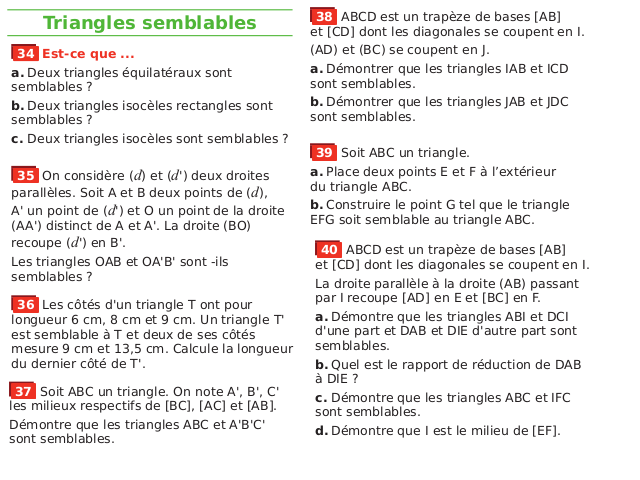 Triangles semblables
34 Est-ce que ...
a. Deux triangles équilatéraux sont
semblables ?
b. Deux triangles isocèles rectangles sont
semblables ?
c. Deux triangles isocèles sont semblables ?
35 On considère (d) et (d') deux droites
parallèles. Soit A et B deux points de (d),
A' un point de (d') et O un point de la droite
(AA') distinct de A et A'. La droite (BO)
recoupe (d') en B'.
Les triangles OAB et OA'B' sont -ils
semblables ?
36 Les côtés d'un triangle T ont pour
longueur 6 cm, 8 cm et 9 cm. Un triangle T'
est semblable à T et deux de ses côtés
mesure 9 cm et 13,5 cm. Calcule la longueur
du dernier côté de T'.
37 Soit ABC un triangle. On note A', B', C'
les milieux respectifs de [BC], [AC] et [AB].
Démontre que les triangles ABC et A'B'C'
sont semblables.
38 ABCD est un trapèze de bases [AB]
et [CD] dont les diagonales se coupent en I.
(AD) et (BC) se coupent en J.
a. Démontrer que les triangles IAB et ICD
sont semblables.
b. Démontrer que les triangles JAB et JDC
sont semblables.
39 Soit ABC un triangle.
a. Place deux points E et F à l’extérieur
du triangle ABC.
b. Construire le point G tel que le triangle
EFG soit semblable au triangle ABC.
40 ABCD est un trapèze de bases [AB]
et [CD] dont les diagonales se coupent en I.
La droite parallèle à la droite (AB) passant
par I recoupe [AD] en E et [BC] en F.
a. Démontre que les triangles ABI et DCI
d'une part et DAB et DIE d'autre part sont
semblables.
b. Quel est le rapport de réduction de DAB
à DIE ?
c. Démontre que les triangles ABC et IFC
sont semblables.
d. Démontre que I est le milieu de [EF].